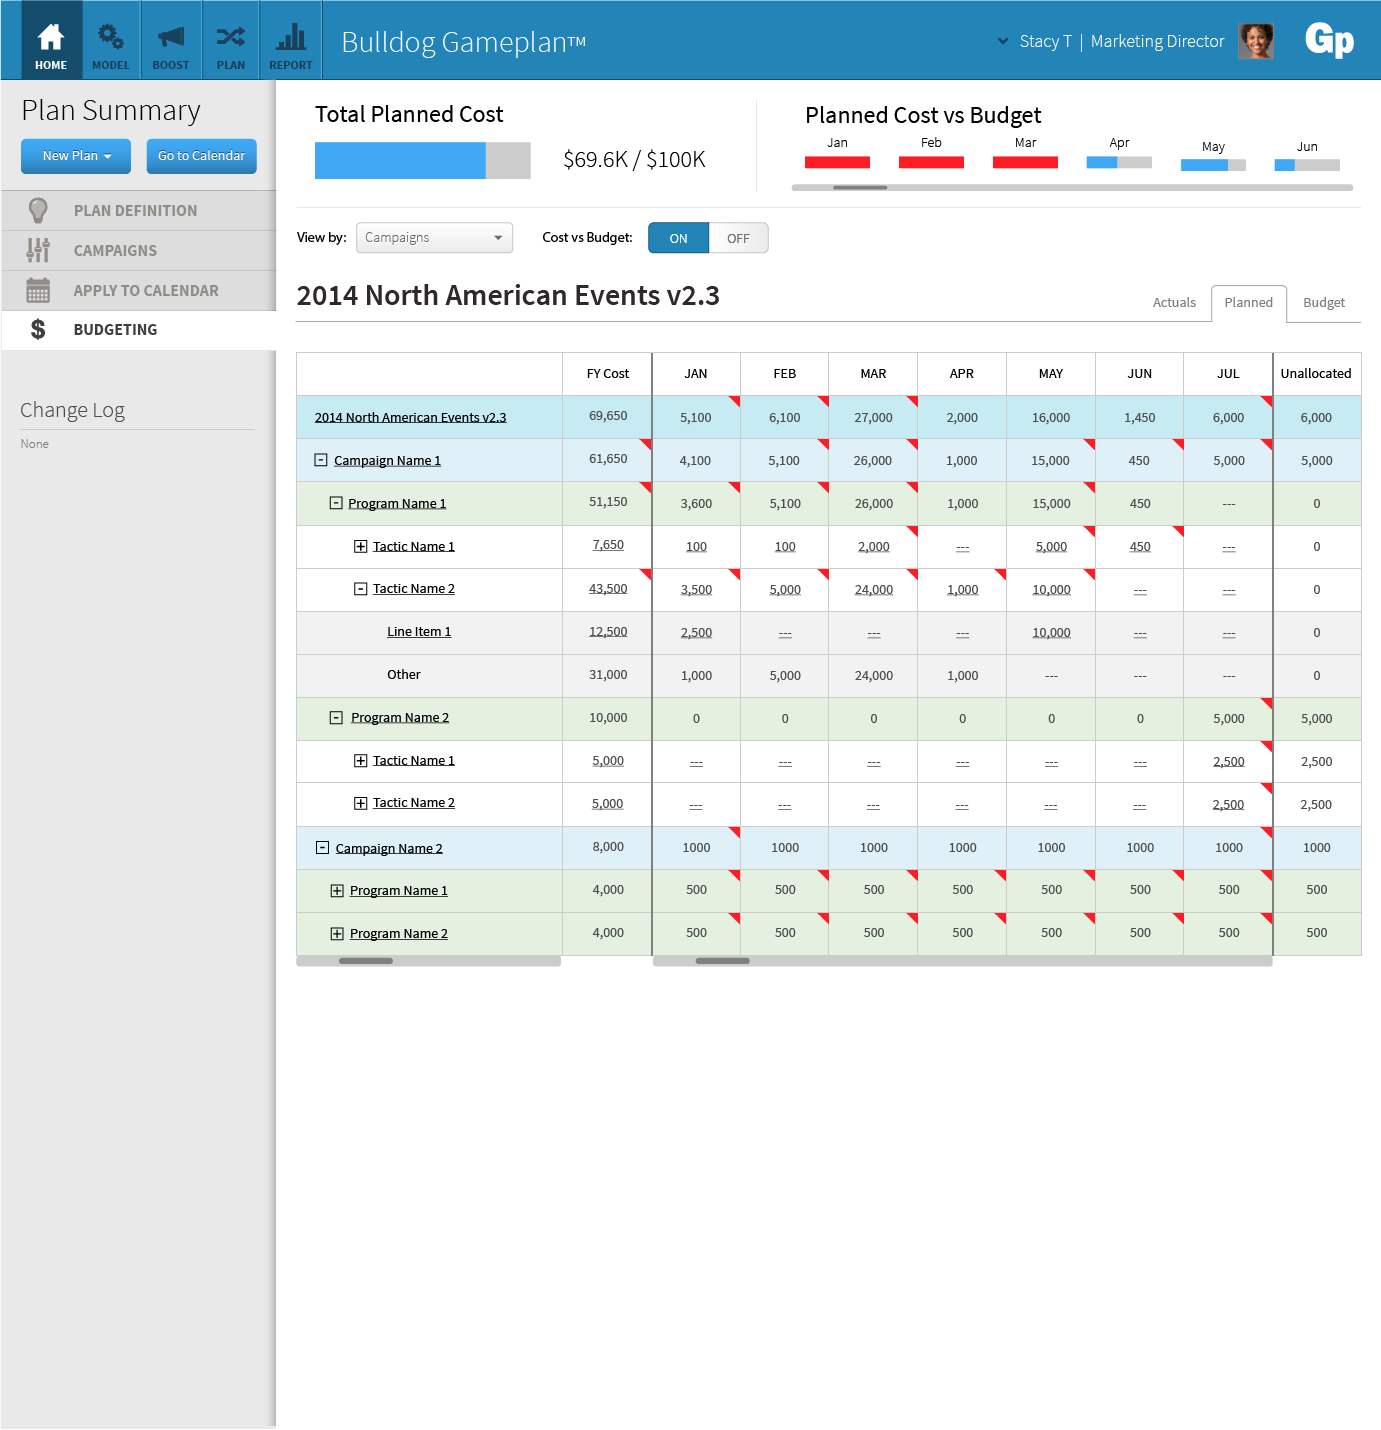 HOME MODEL BOOST PLAN REPORT Bulldog Gameplan™ Stacy T | Marketing Director Gp
Plan Summary
New Plan Go to Calendar
PLAN DEFINITION
CAMPAIGNS
APPLY TO CALENDAR
$ BUDGETING
Change Log
None
Total Planned Cost
$69.6K / $100K
Planned Cost vs Budget
Jan Feb Mar Apr May Jun
View by: Campaigns Cost vs Budget: ON OFF
2014 North American Events v2.3 Actuals Planned Budget
FY Cost JAN FEB MAR APR MAY JUN JUL Unallocated
2014 North American Events v2.3 69,650 5,100 6,100 27,000 2,000 16,000 1,450 6,000 6,000
Campaign Name 1 61,650 4,100 5,100 26,000 1,000 15,000 450 5,000 5,000
Program Name 1 51,150 3,600 5,100 26,000 1,000 15,000 450 --- 0
Tactic Name 1 7,650 100 100 2,000 --- 5,000 450 --- 0
Tactic Name 2 43,500 3,500 5,000 24,000 1,000 10,000 --- --- 0
Line Item 1 12,500 2,500 --- --- --- 10,000 --- --- 0
Other 31,000 1,000 5,000 24,000 1,000 --- --- --- 0
Program Name 2 10,000 0 0 0 0 0 0 5,000 5,000
Tactic Name 1 5,000 --- --- --- --- --- --- 2,500 2,500
Tactic Name 2 5,000 --- --- --- --- --- --- 2,500 2,500
Campaign Name 2 8,000 1000 1000 1000 1000 1000 1000 1000 1000
Program Name 1 4,000 500 500 500 500 500 500 500 500
Program Name 2 4,000 500 500 500 500 500 500 500 500